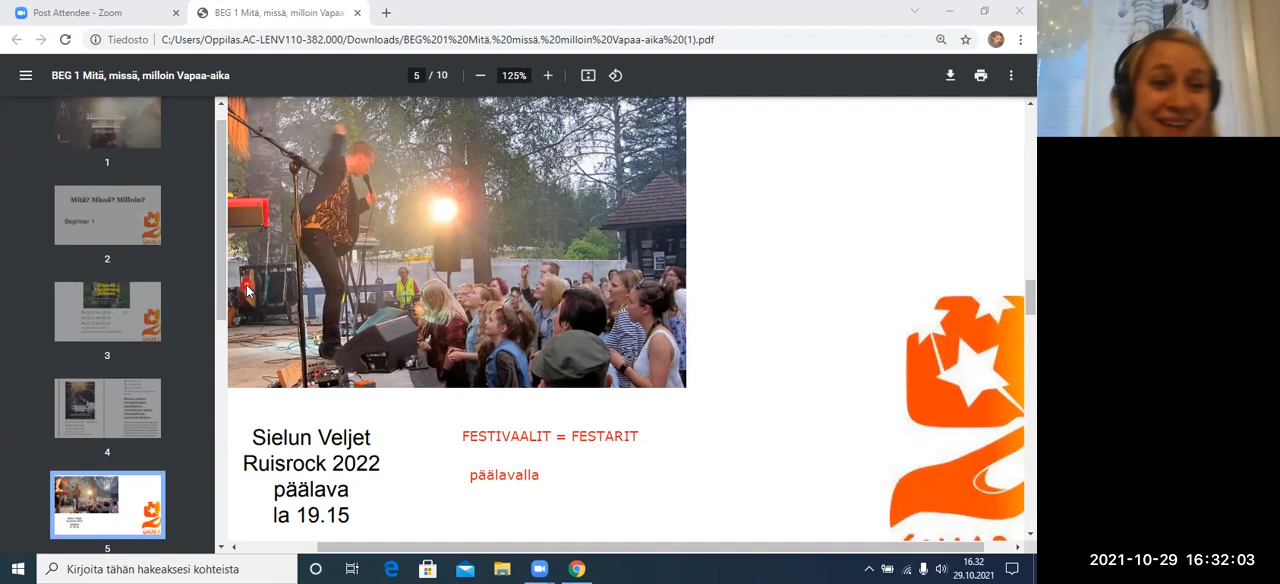 Post Attendee - Zoom
BEG 1 Mitä, missä, milloin Vapaa-
Tiedosto
C:/Users/Oppilas.AC-LENV110-382.000/Downloads/BEG%201%20Mitä,%20missä,%20milloin%20Vapaa-aika%20(1).pdf
BEG 1 Mitä, missä, milloin Vapaa-aika
5 / 10
125%
1
Mitä? Missä? Milloin?
Beginner 1
2
3
4
5
Sielun Veljet
Ruisrock 2022
päälava
la 19.15
FESTIVAALIT = FESTARIT
päälavalla
Kirjoita tähän hakeaksesi kohteista
16.32
29.10.2021
2021-10-29 16:32:03